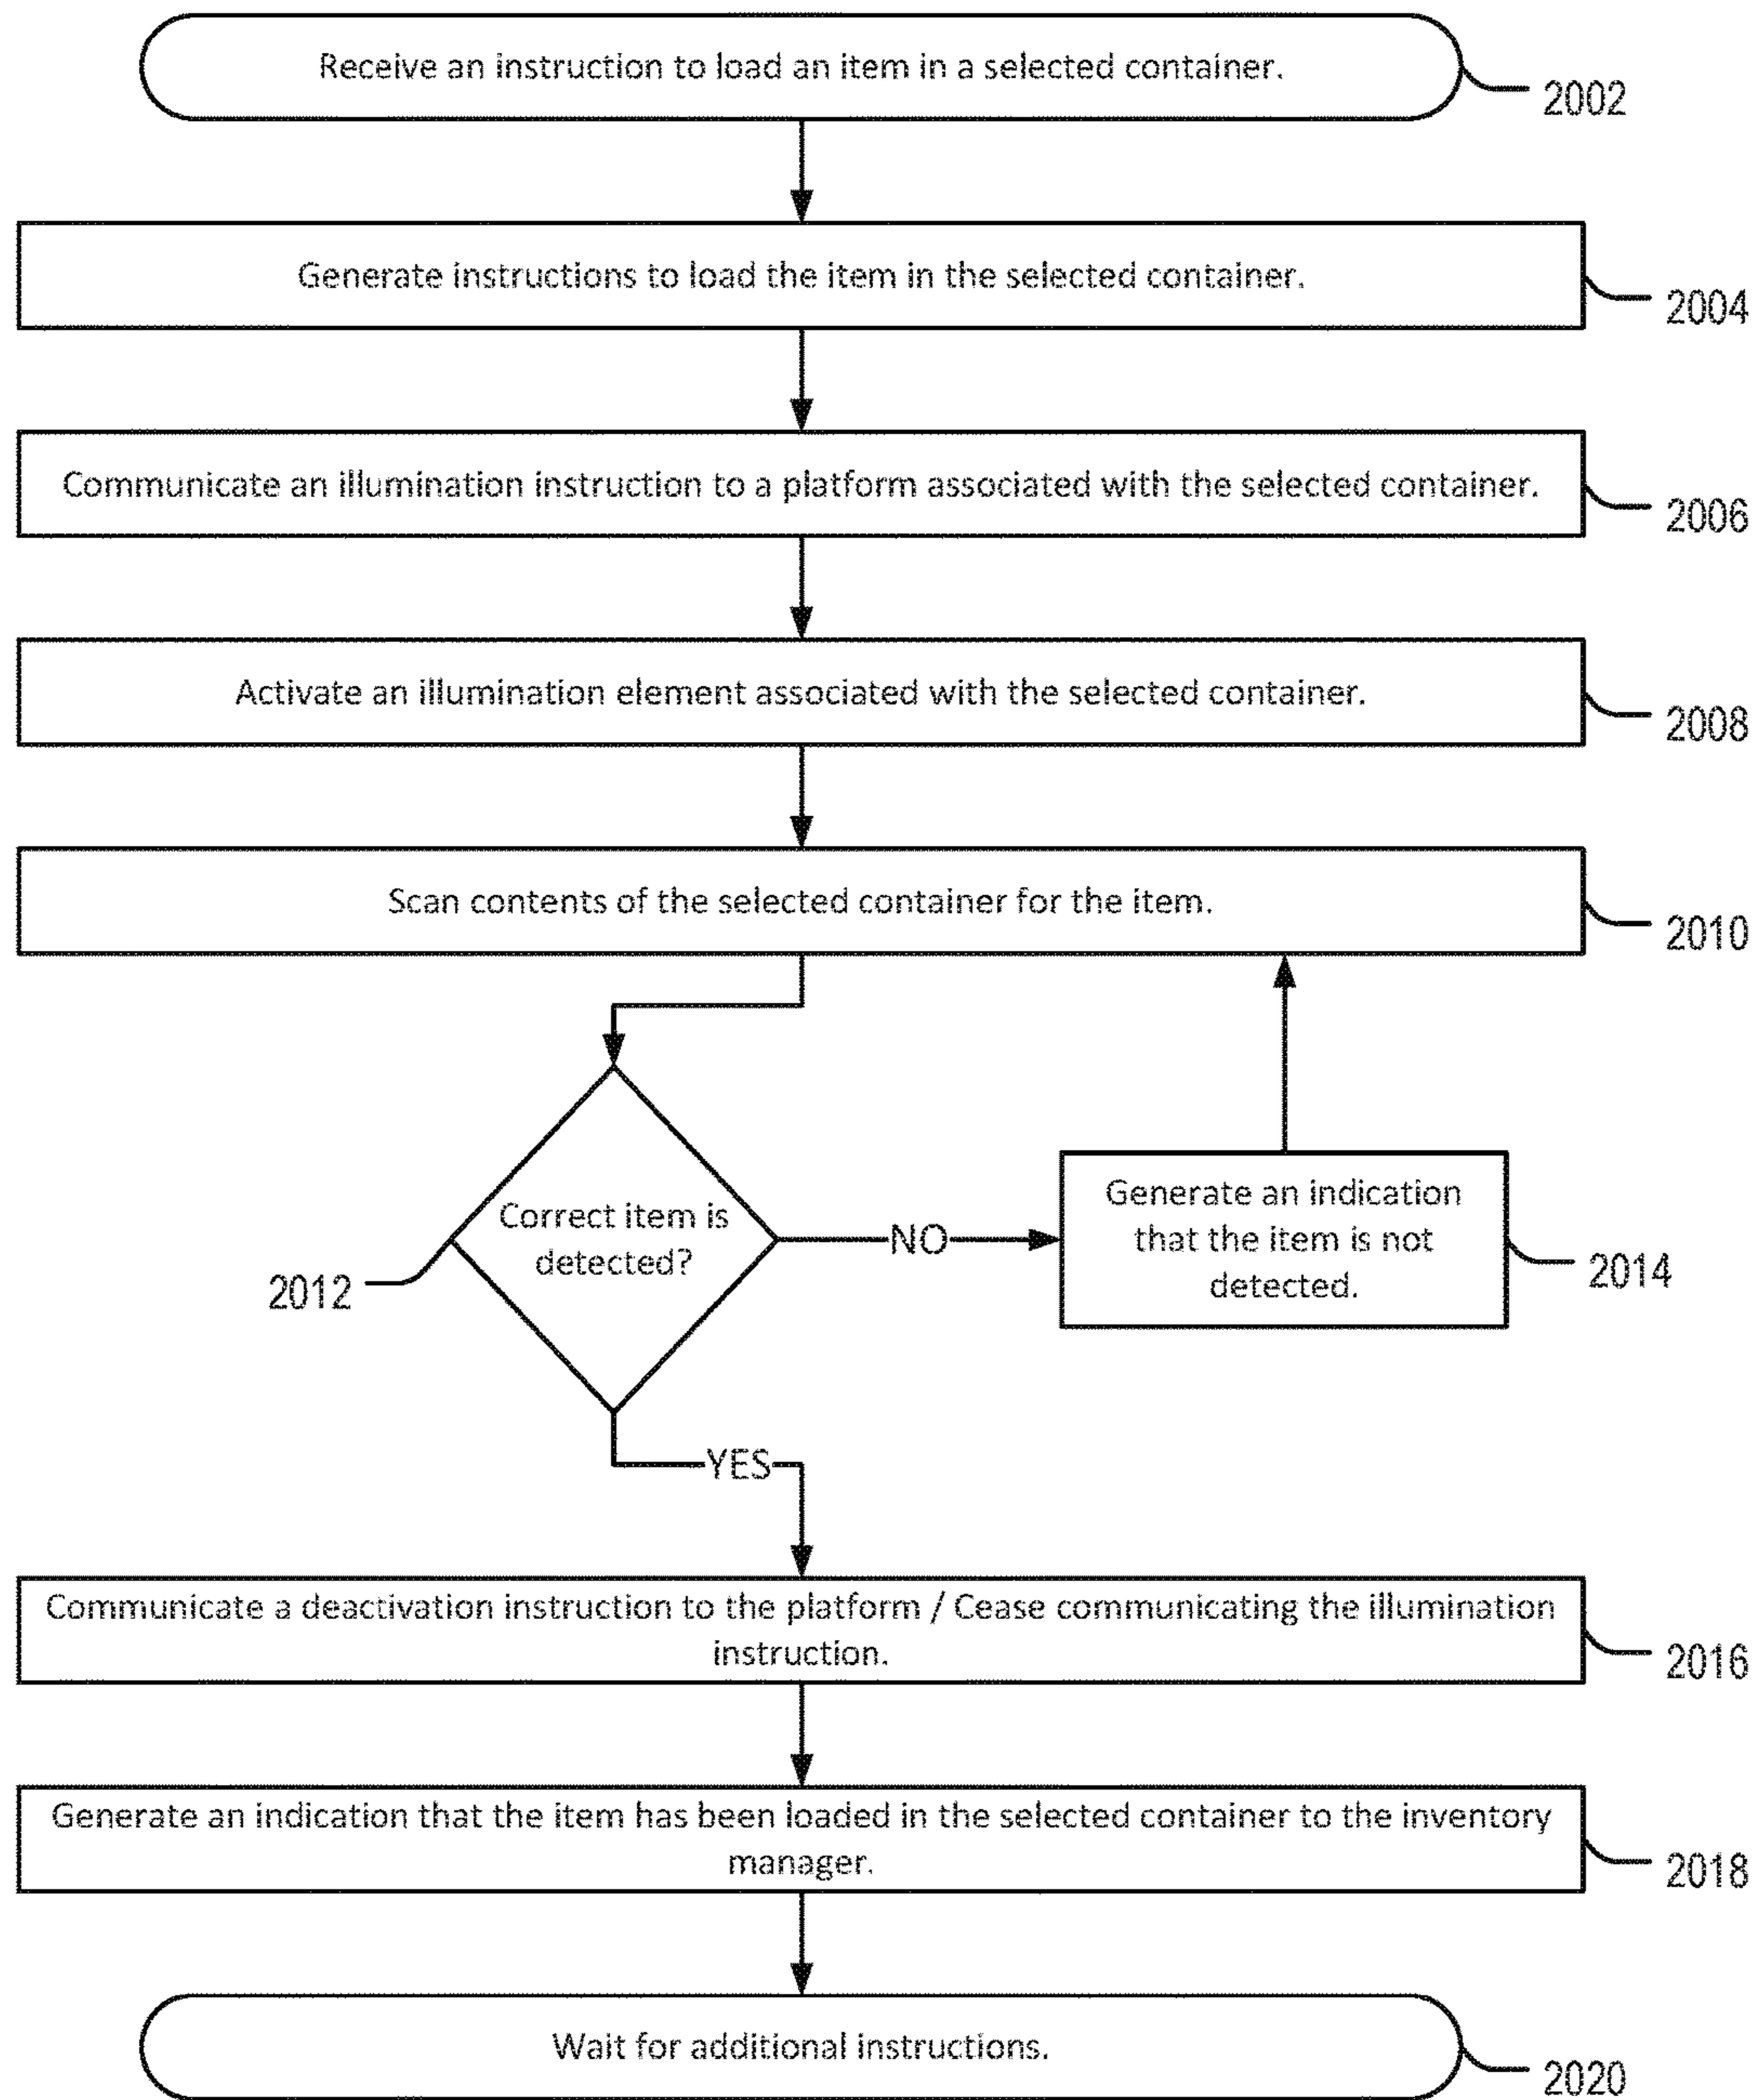 Receive an instruction to load an item in a selected container.
2002
Generate instructions to load the item in the selected container.
2004
Communicate an illumination instruction to a platform associated with the selected container.
2006
Activate an illumination element associated with the selected container.
2008
Scan contents of the selected container for the item.
2010
Correct item is
detected?
2012
NO
Generate an indication
that the item is not
detected.
2014
YES
Communicate a deactivation instruction to the platform / Cease communicating the illumination
instruction.
2016
Generate an indication that the item has been loaded in the selected container to the inventory
manager.
2018
Wait for additional instructions.
2020